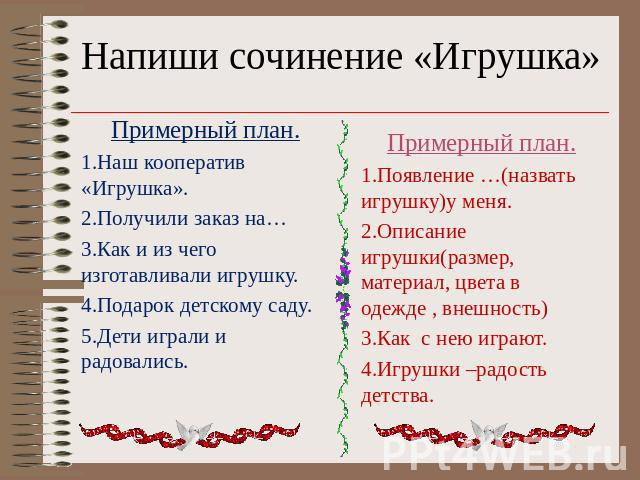 Напиши сочинение «Игрушка»
Примерный план.
1.Наш кооператив
«Игрушка».
2.Получили заказ на…
3.Как и из чего
изготавливали игрушку.
4.Подарок детскому саду.
5.Дети играли и
радовались.
Примерный план.
1.Появление …(назвать
игрушку)у меня.
2.Описание
игрушки(размер,
материал, цвета в
одежде , внешность)
3.Как  с нею играют.
4.Игрушки –радость
детства.
PPt4WEB.ru